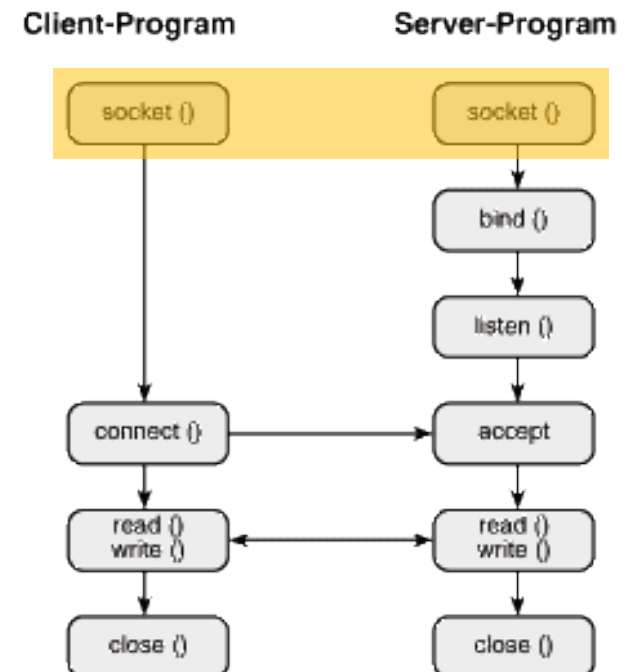 Client-Program
Server-Program
socket ()
socket ()
bind ()
listen ()
connect ()
accept
read ()
write ()
read ()
write ()
close ()
close ()